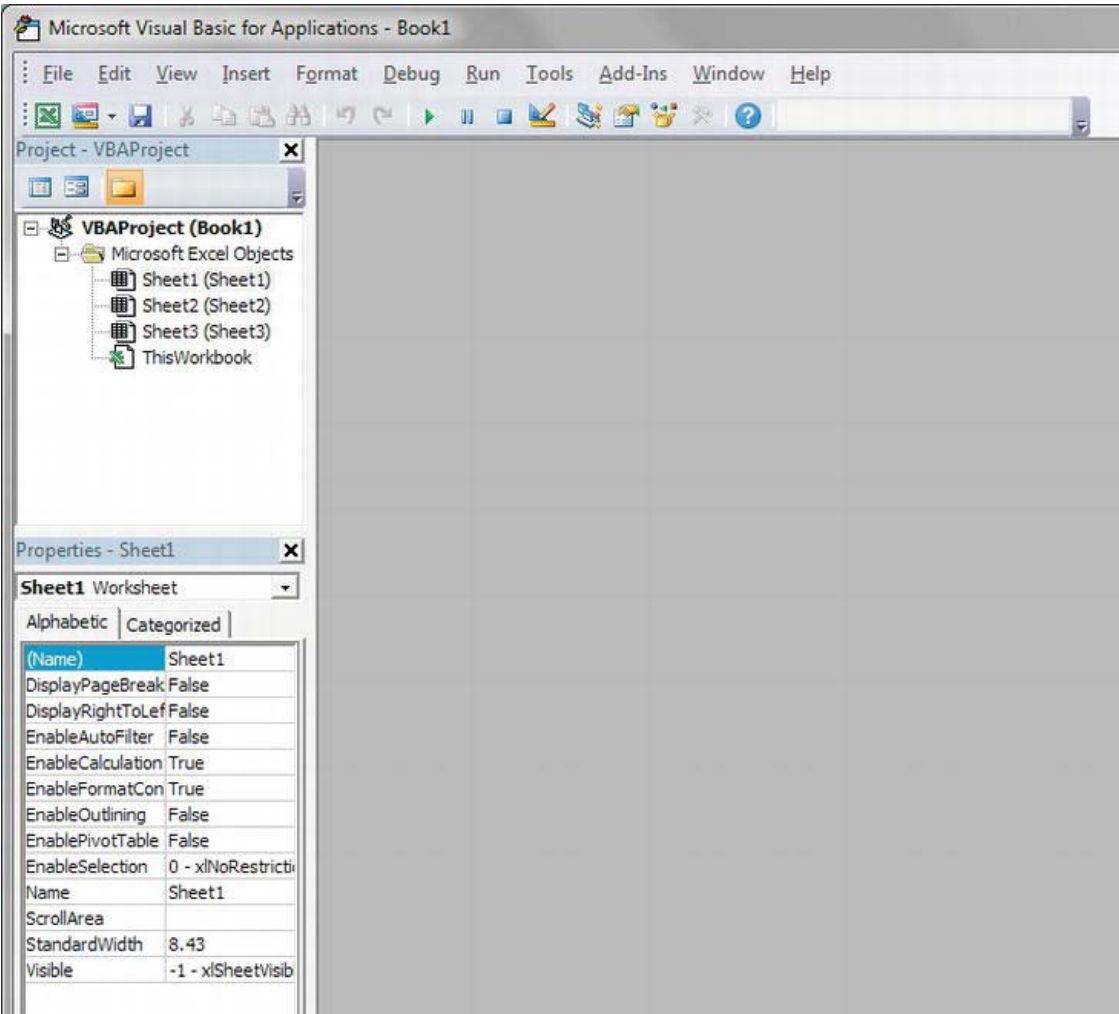 Microsoft Visual Basic for Applications - Book1
File Edit View Insert Format Debug Run Tools Add-Ins Window Help
Project - VBAProject
VBAProject (Book1)
Microsoft Excel Objects
Sheet1 (Sheet1)
Sheet2 (Sheet2)
Sheet3 (Sheet3)
ThisWorkbook
Properties - Sheet1
Sheet1 Worksheet
Alphabetic Categorized
(Name) Sheet1
DisplayPageBreak False
DisplayRightToLef False
EnableAutoFilter False
EnableCalculation True
EnableFormatCon True
EnableOutlining False
EnablePivotTable False
EnableSelection 0 - xlNoRestricti
Name Sheet1
ScrollArea
StandardWidth 8.43
Visible -1 - xlSheetVisib